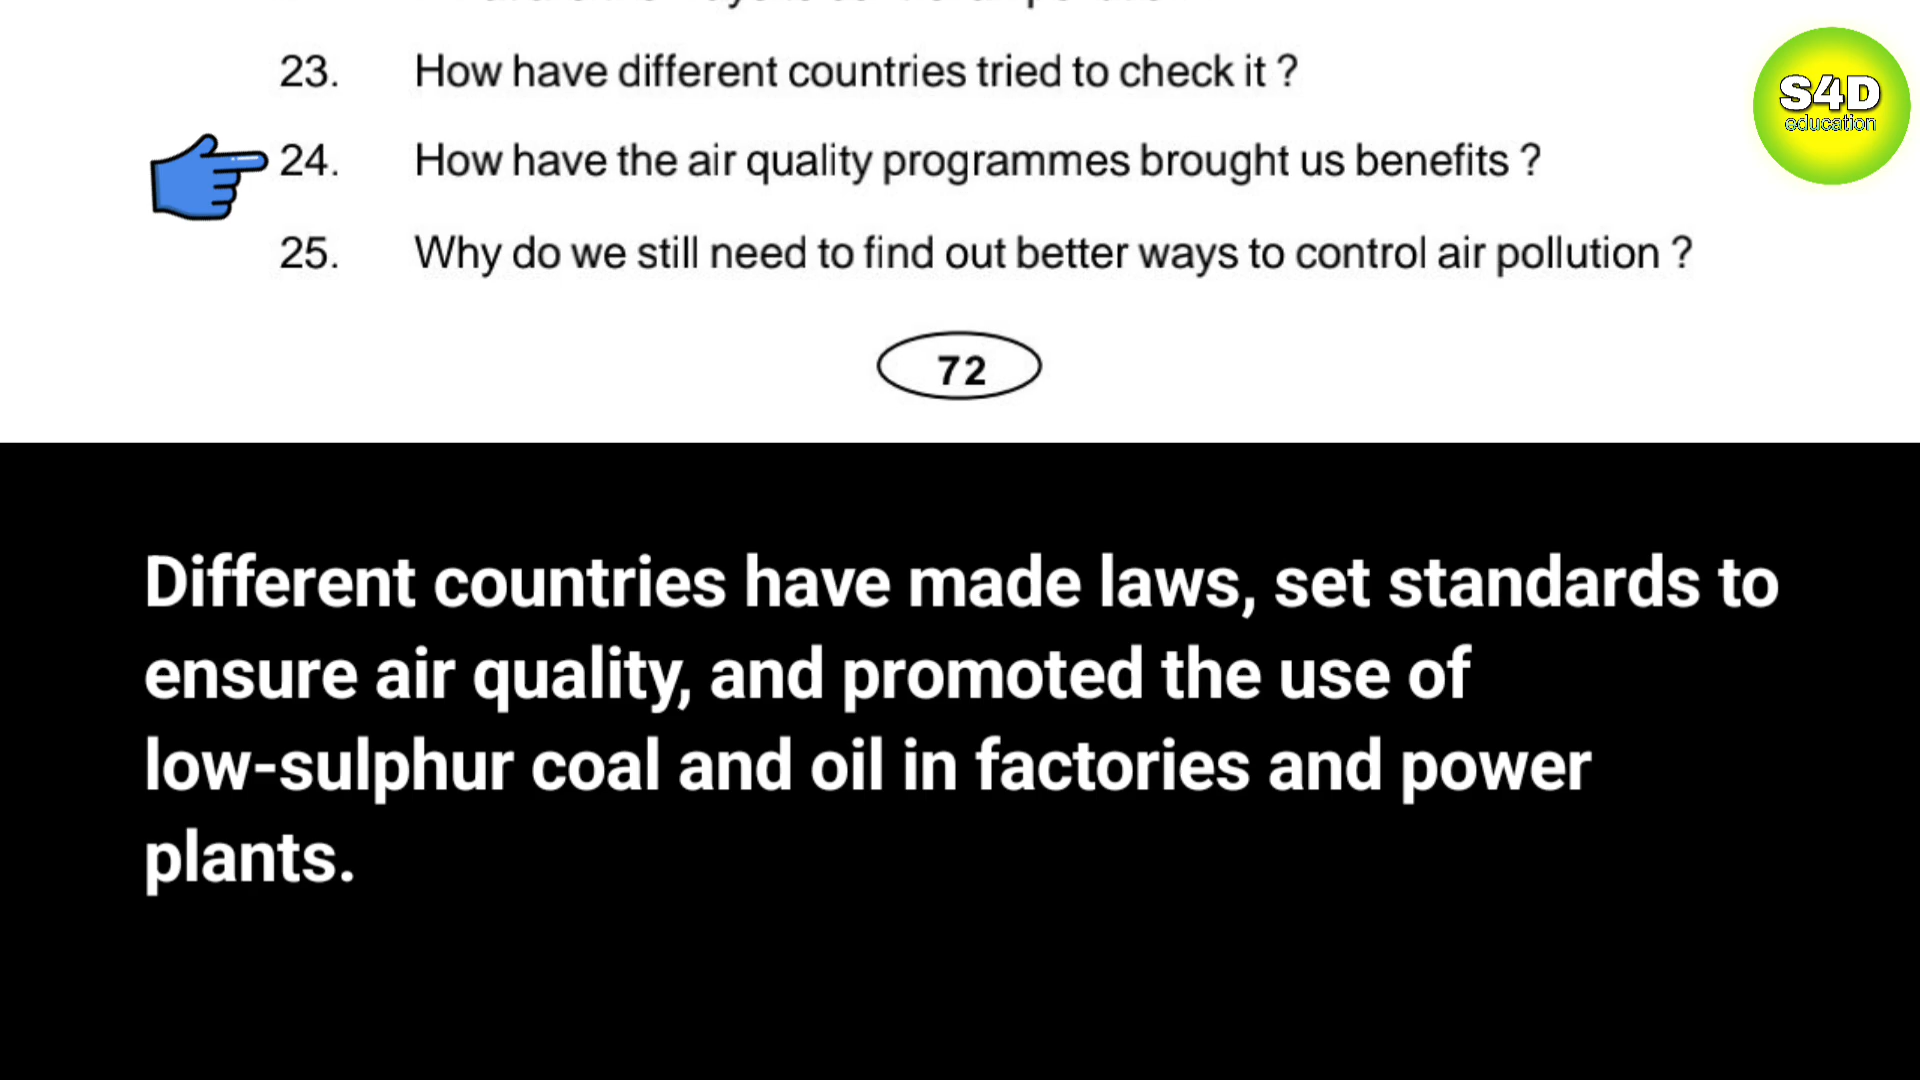 23. How have different countries tried to check it ?
S4D
education
24. How have the air quality programmes brought us benefits ?
25. Why do we still need to find out better ways to control air pollution ?
72
Different countries have made laws, set standards to
ensure air quality, and promoted the use of
low-sulphur coal and oil in factories and power
plants.